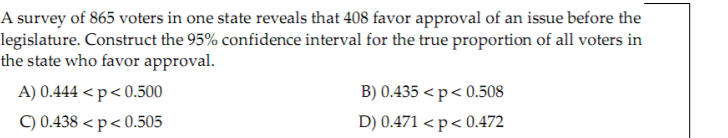 A survey of 865 voters in one state reveals that 408 favor approval of an issue before the
legislature. Construct the 95% confidence interval for the true proportion of all voters in
the state who favor approval.
A) 0.444 < p < 0.500 B) 0.435 < p < 0.508
C) 0.438 < p < 0.505 D) 0.471 < p < 0.472